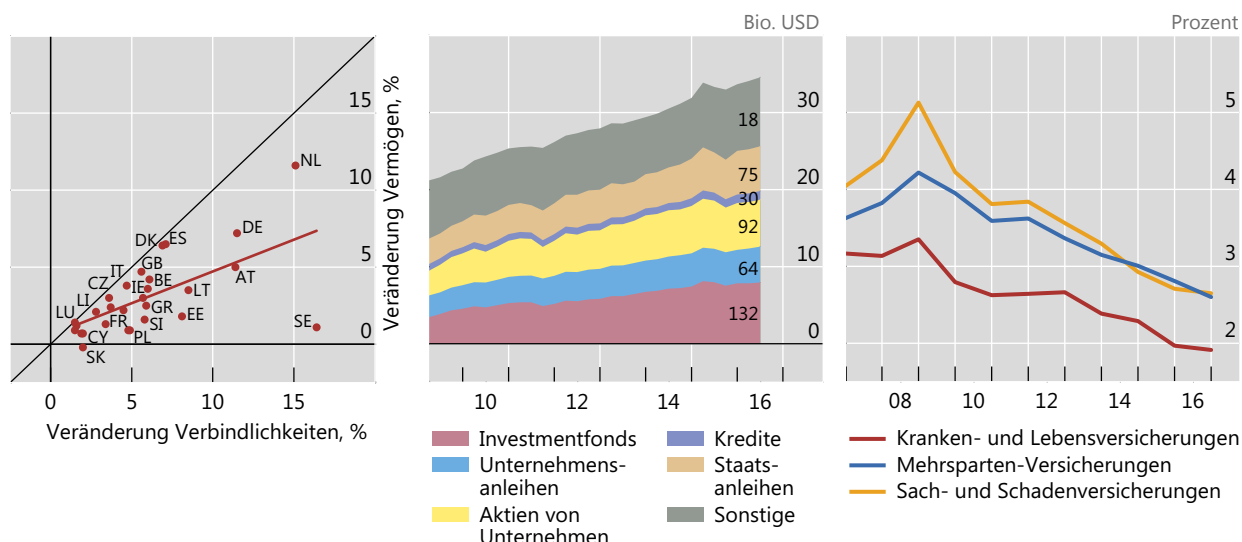 15
10
5
0
NL
DE
DK
ES
IT
GB
AT
CZ
IE
BE
LI
LT
LU
GR
FR
SI
EE
SE
CY
PL
SK
0
5
10
15
Veränderung Verbindlichkeiten, %
Veränderung Vermögen, %
Bio. USD
30
20
10
0
18
75
30
92
64
132
10
12
14
16
Investmentfonds
Unternehmens-
anleihen
Aktien von
Unternehmen
Kredite
Staats-
anleihen
Sonstige
Prozent
5
4
3
2
08
10
12
14
16
Kranken- und Lebensversicherungen
Mehrsparten-Versicherungen
Sach- und Schadenversicherungen